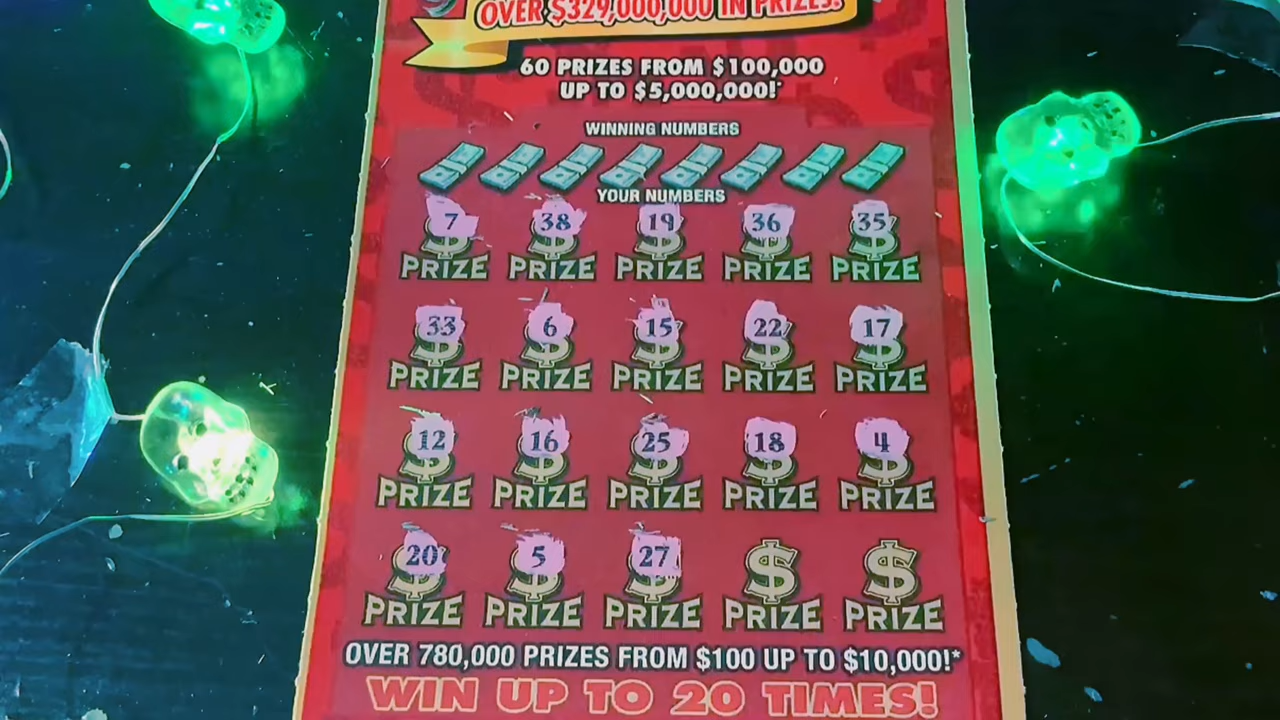 OVER $329,000,000 IN PRIZES!
60 PRIZES FROM $100,000
UP TO $5,000,000!*
WINNING NUMBERS
YOUR NUMBERS
7 38 19 36 35
PRIZE PRIZE PRIZE PRIZE PRIZE
33 6 15 22 17
PRIZE PRIZE PRIZE PRIZE PRIZE
12 16 25 18 4
PRIZE PRIZE PRIZE PRIZE PRIZE
20 5 27 $ $
PRIZE PRIZE PRIZE PRIZE PRIZE
OVER 780,000 PRIZES FROM $100 UP TO $10,000!*
WIN UP TO 20 TIMES!